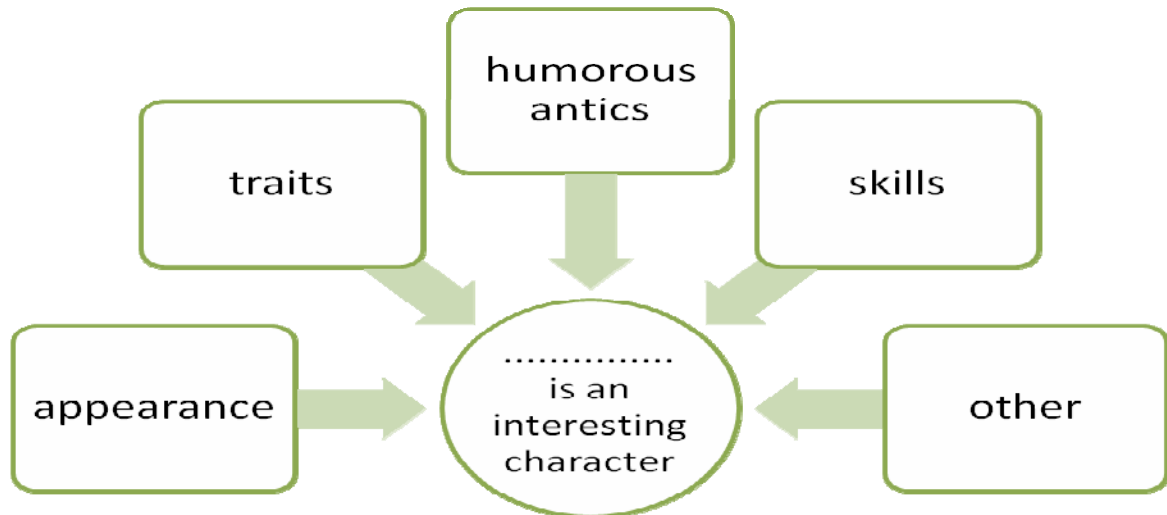 humorous
antics
traits
skills
appearance
...............
is an
interesting
character
other